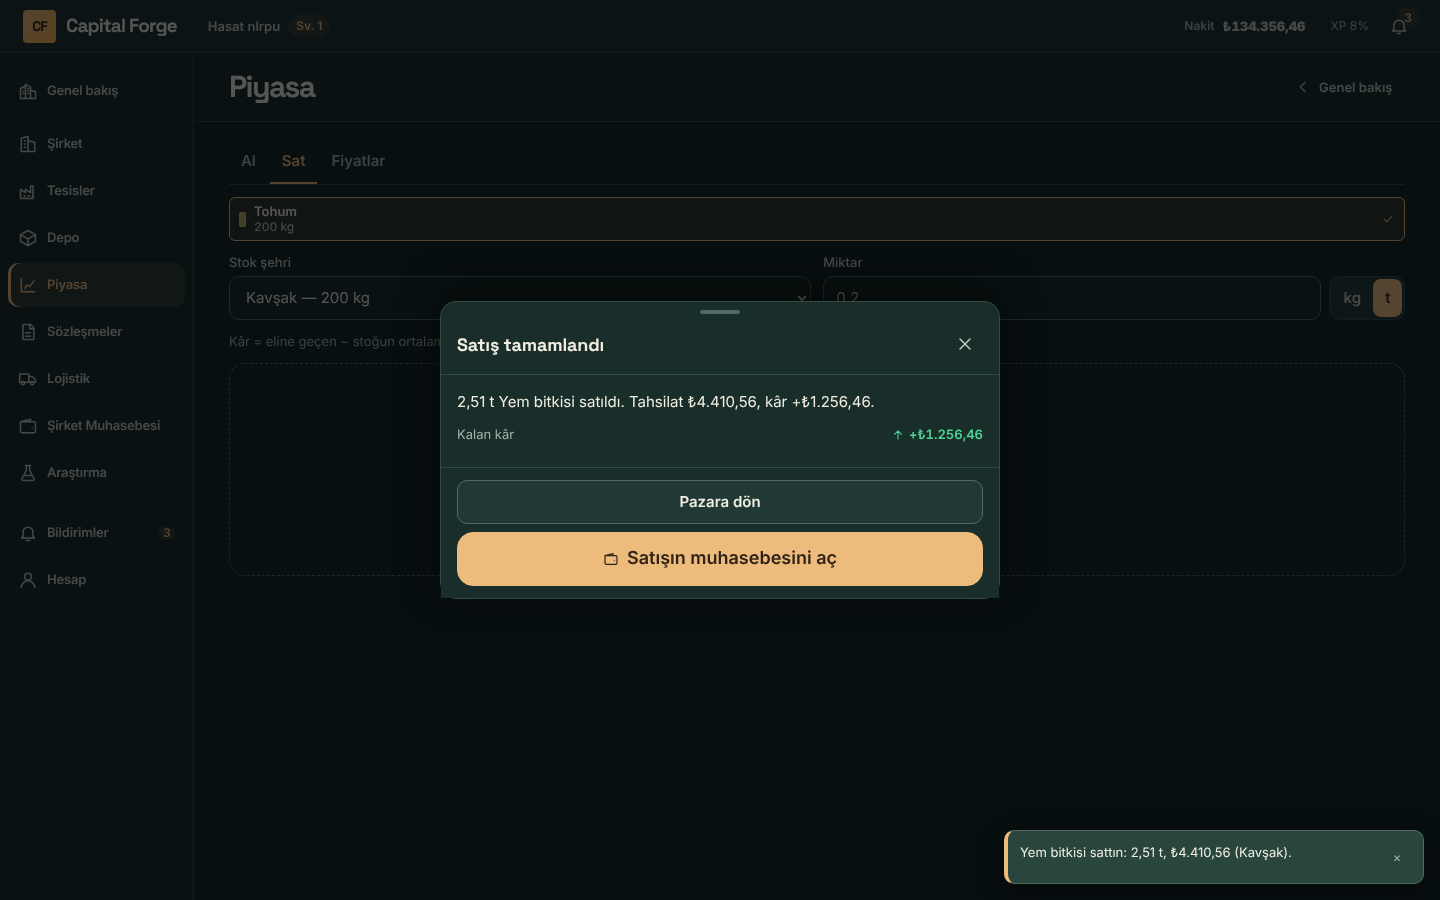 CF Capital Forge Hasat nlrpu Sv. 1 Nakit ₺134.356,46 XP 8% 3
Genel bakış
Şirket
Tesisler
Depo
Piyasa
Sözleşmeler
Lojistik
Şirket Muhasebesi
Araştırma
Bildirimler 3
Hesap
Piyasa
Genel bakış
Al Sat Fiyatlar
Tohum
200 kg
Stok şehri
Kavşak — 200 kg
Miktar
0,2
kg t
Kâr = eline geçen − stoğun
Satış tamamlandı
2,51 t Yem bitkisi satıldı. Tahsilat ₺4.410,56, kâr +₺1.256,46.
Kalan kâr ↑ +₺1.256,46
Pazara dön
Satışın muhasebesini aç
Yem bitkisi sattın: 2,51 t, ₺4.410,56 (Kavşak). ×